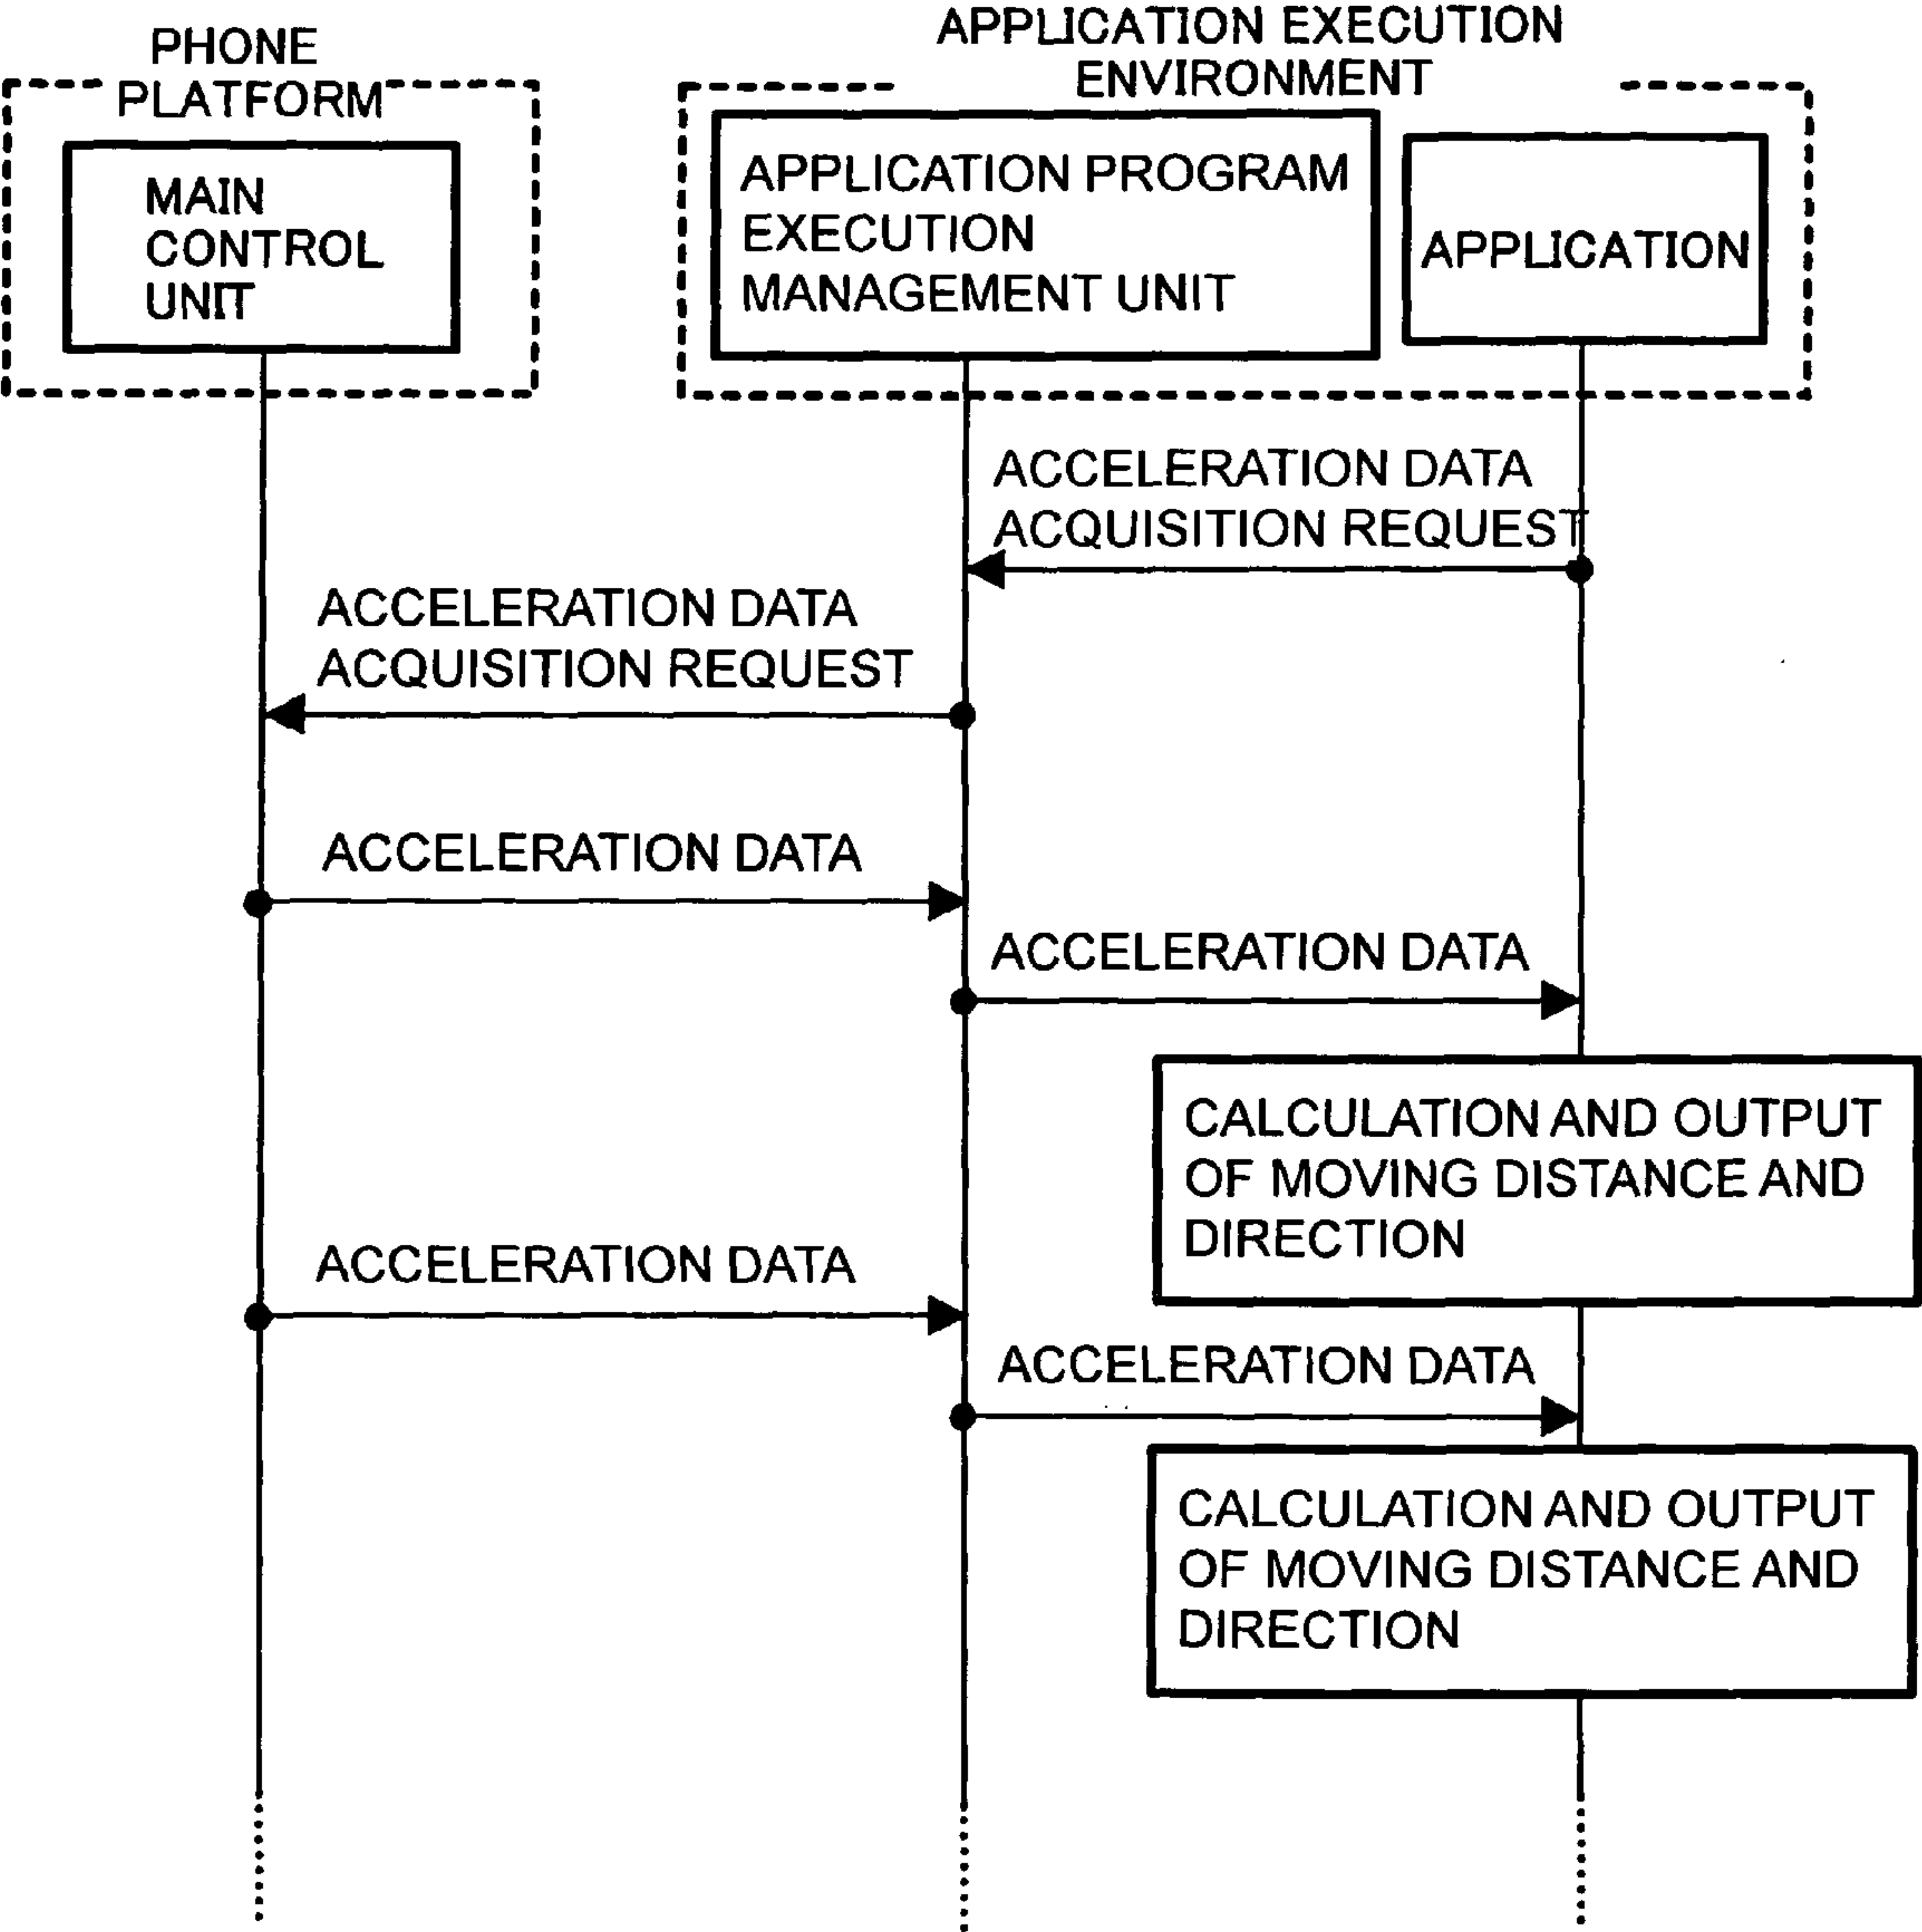 PHONE
PLATFORM
APPLICATION EXECUTION
ENVIRONMENT
MAIN
CONTROL
UNIT
APPLICATION PROGRAM
EXECUTION
MANAGEMENT UNIT
APPLICATION
ACCELERATION DATA
ACQUISITION REQUEST
ACCELERATION DATA
ACQUISITION REQUEST
ACCELERATION DATA
ACCELERATION DATA
CALCULATION AND OUTPUT
OF MOVING DISTANCE AND
DIRECTION
ACCELERATION DATA
ACCELERATION DATA
CALCULATION AND OUTPUT
OF MOVING DISTANCE AND
DIRECTION